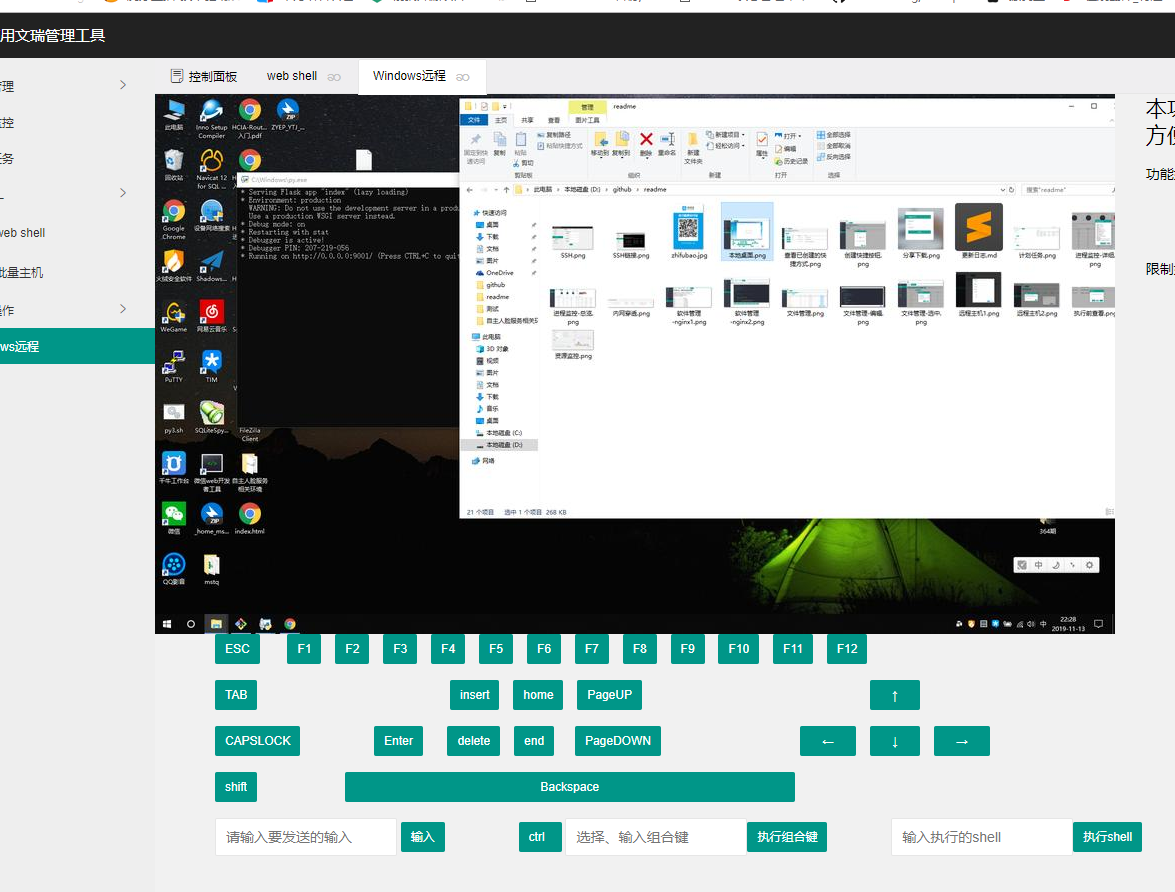 用文瑞管理工具
管理
控制面板
web shell
Windows远程
监控
任务
web shell
批量主机
操作
ws远程
本项
方便
功能
限制
此电脑
Inno Setup
Compiler
HCIA-Rout...
入门.pdf
ZYEP_YTJ_...
回收站
Navicat 12
for SQL ...
Google
Chrome
设备网络搜索
火绒安全软件
Shadows...
WeGame
网易云音乐
PuTTY
TIM
py3.sh
SQLiteSpy...
FileZilla
Client
千牛工作台
微信web开发
者工具
自主人脸服务
相关环境
微信
_home_ms...
index.html
QQ影音
mstq
C:\Windows\py.exe
* Serving Flask app "index" (lazy loading)
* Environment: production
WARNING: Do not use the development server in a produ
Use a production WSGI server instead.
* Debug mode: on
* Restarting with stat
* Debugger is active!
* Debugger PIN: 207-219-056
* Running on http://0.0.0.0:9001/ (Press CTRL+C to quit
管理
readme
文件
主页
共享
查看
图片工具
固定到快
速访问
复制
粘贴
复制路径
粘贴快捷方式
剪切
移动到
复制到
删除
重命名
新建
文件夹
新建项目
轻松访问
属性
打开
编辑
历史记录
全部选择
全部取消
反向选择
剪贴板
组织
新建
打开
选择
此电脑
本地磁盘 (D:)
github
readme
搜索"readme"
快速访问
桌面
下载
文档
图片
OneDrive
github
readme
测试
自主人脸服务相关环
此电脑
3D 对象
视频
图片
文档
下载
音乐
桌面
本地磁盘 (C:)
本地磁盘 (D:)
网络
SSH.png
SSH链接.png
zhifubao.jpg
本地桌面.png
查看已创建的快
捷方式.png
创建快捷按钮.
png
分享下载.png
更新日志.md
计划任务.png
进程监控-详细.
png
进程监控-总览.
png
内网穿透.png
软件管理
-nginx1.png
软件管理
-nginx2.png
文件管理.png
文件管理-编辑.
png
文件管理-选中.
png
远程主机1.png
远程主机2.png
执行前查看.png
资源监控.png
21 个项目
选中 1 个项目 268 KB
364期
中
22:28
2019-11-13
ESC
F1
F2
F3
F4
F5
F6
F7
F8
F9
F10
F11
F12
TAB
insert
home
PageUP
↑
CAPSLOCK
Enter
delete
end
PageDOWN
←
↓
→
shift
Backspace
请输入要发送的输入
输入
ctrl
选择、输入组合键
执行组合键
输入执行的shell
执行shell